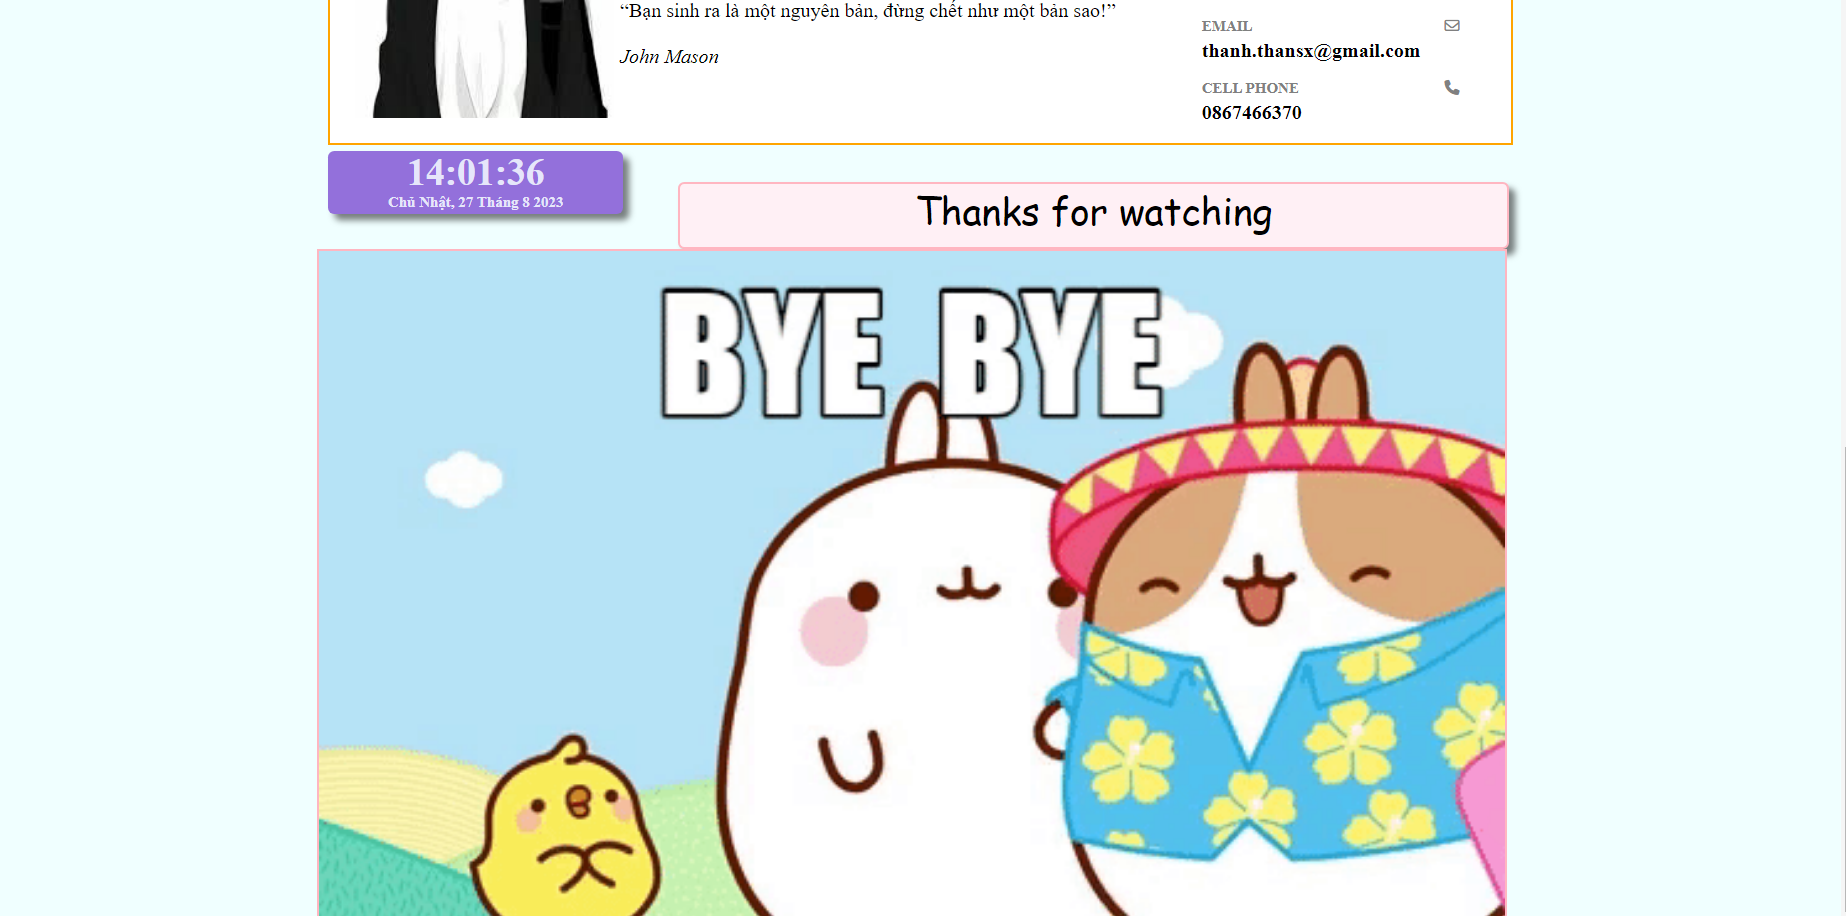 “Bạn sinh ra là một nguyên bản, đừng chết như một bản sao!”
John Mason
EMAIL
thanh.thansx@gmail.com
CELL PHONE
0867466370
14:01:36
Chủ Nhật, 27 Tháng 8 2023
Thanks for watching
BYE BYE